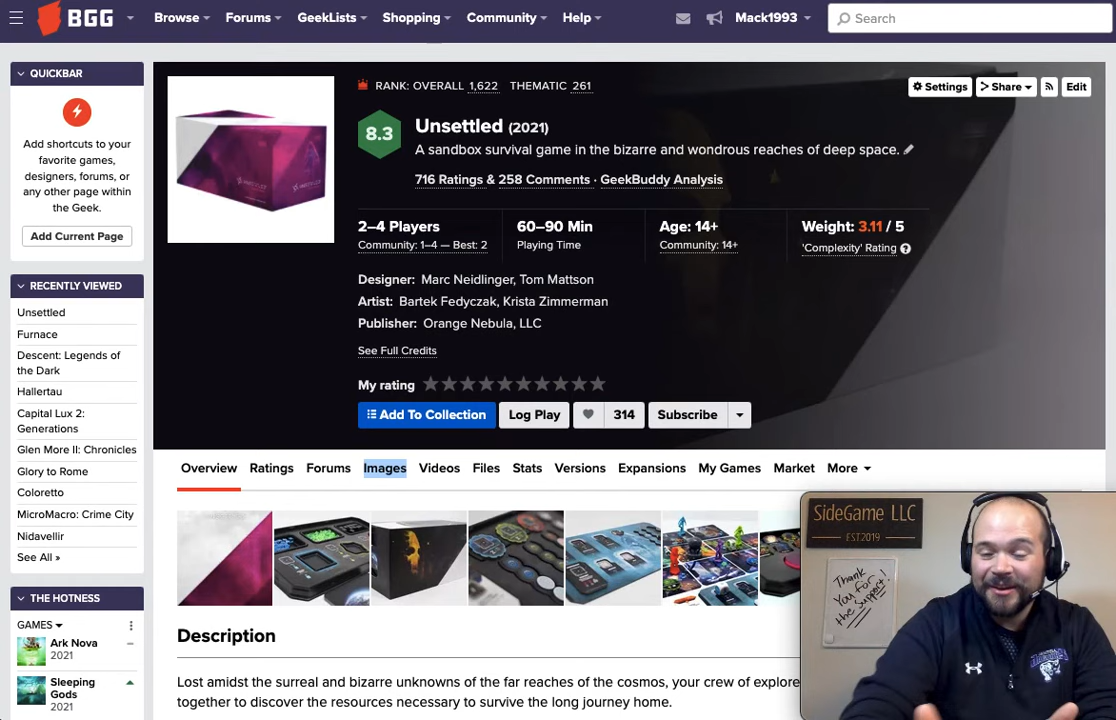 BGG
Browse
Forums
GeekLists
Shopping
Community
Help
Mack1993
Search
QUICKBAR
Add shortcuts to your
favorite games,
designers, forums, or
any other page within
the Geek.
Add Current Page
RECENTLY VIEWED
Unsettled
Furnace
Descent: Legends of
the Dark
Hallertau
Capital Lux 2:
Generations
Glen More II: Chronicles
Glory to Rome
Coloretto
MicroMacro: Crime City
Nidavellir
See All »
THE HOTNESS
GAMES
Ark Nova
2021
Sleeping
Gods
2021
RANK: OVERALL 1,622 THEMATIC 261
Settings
Share
Edit
8.3
Unsettled (2021)
A sandbox survival game in the bizarre and wondrous reaches of deep space.
716 Ratings & 258 Comments · GeekBuddy Analysis
2–4 Players
Community: 1–4 — Best: 2
60–90 Min
Playing Time
Age: 14+
Community: 14+
Weight: 3.11 / 5
'Complexity' Rating
Designer: Marc Neidlinger, Tom Mattson
Artist: Bartek Fedyczak, Krista Zimmerman
Publisher: Orange Nebula, LLC
See Full Credits
My rating
Add To Collection
Log Play
314
Subscribe
Overview
Ratings
Forums
Images
Videos
Files
Stats
Versions
Expansions
My Games
Market
More
Description
Lost amidst the surreal and bizarre unknowns of the far reaches of the cosmos, your crew of explore
together to discover the resources necessary to survive the long journey home.
SideGame LLC
EST.2019
Thank
You for
the support!